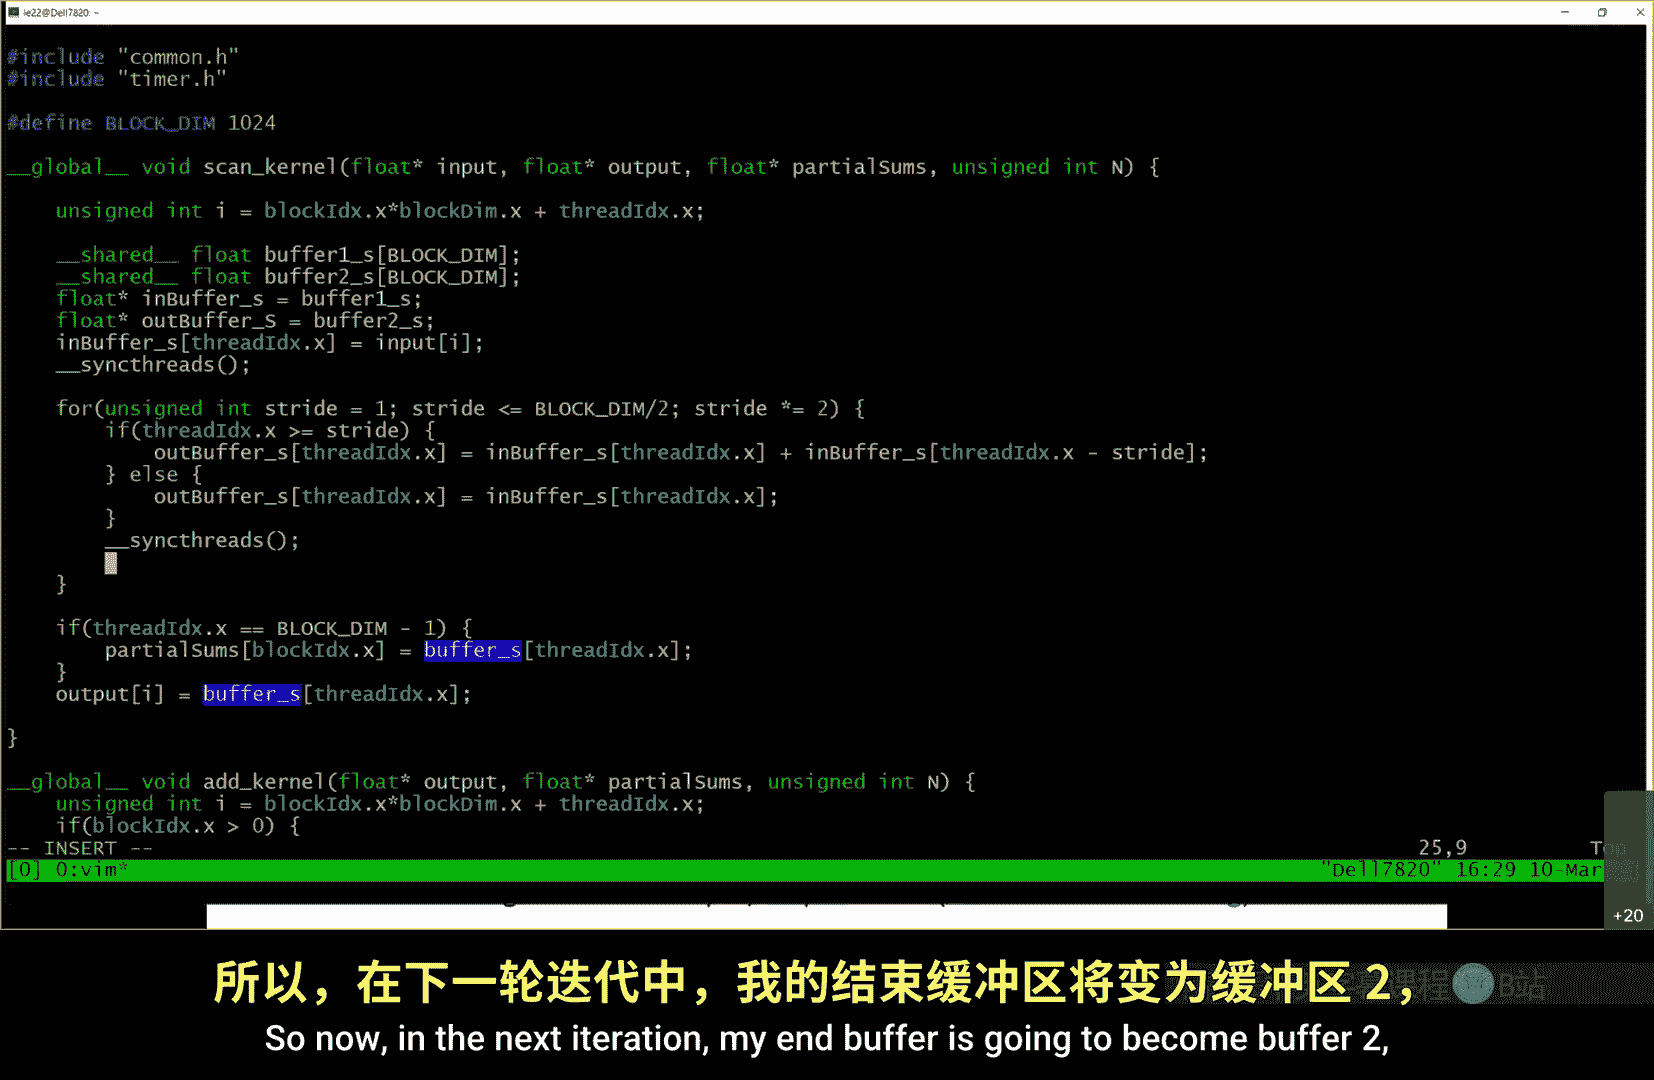 ie22@Dell7820: ~
#include "common.h"
#include "timer.h"
#define BLOCK_DIM 1024
__global__ void scan_kernel(float* input, float* output, float* partialSums, unsigned int N) {
unsigned int i = blockIdx.x*blockDim.x + threadIdx.x;
__shared__ float buffer1_s[BLOCK_DIM];
__shared__ float buffer2_s[BLOCK_DIM];
float* inBuffer_s = buffer1_s;
float* outBuffer_S = buffer2_s;
inBuffer_s[threadIdx.x] = input[i];
__syncthreads();
for(unsigned int stride = 1; stride <= BLOCK_DIM/2; stride *= 2) {
if(threadIdx.x >= stride) {
outBuffer_s[threadIdx.x] = inBuffer_s[threadIdx.x] + inBuffer_s[threadIdx.x - stride];
} else {
outBuffer_s[threadIdx.x] = inBuffer_s[threadIdx.x];
}
__syncthreads();
}
if(threadIdx.x == BLOCK_DIM - 1) {
partialSums[blockIdx.x] = buffer_s[threadIdx.x];
}
output[i] = buffer_s[threadIdx.x];
}
__global__ void add_kernel(float* output, float* partialSums, unsigned int N) {
unsigned int i = blockIdx.x*blockDim.x + threadIdx.x;
if(blockIdx.x > 0) {
-- INSERT -- 25,9 Top
[0] 0:vim* "Dell7820" 16:29 10-Mar
+20
所以，在下一轮迭代中，我的结束缓冲区将变为缓冲区 2，
课程 B站
So now, in the next iteration, my end buffer is going to become buffer 2,